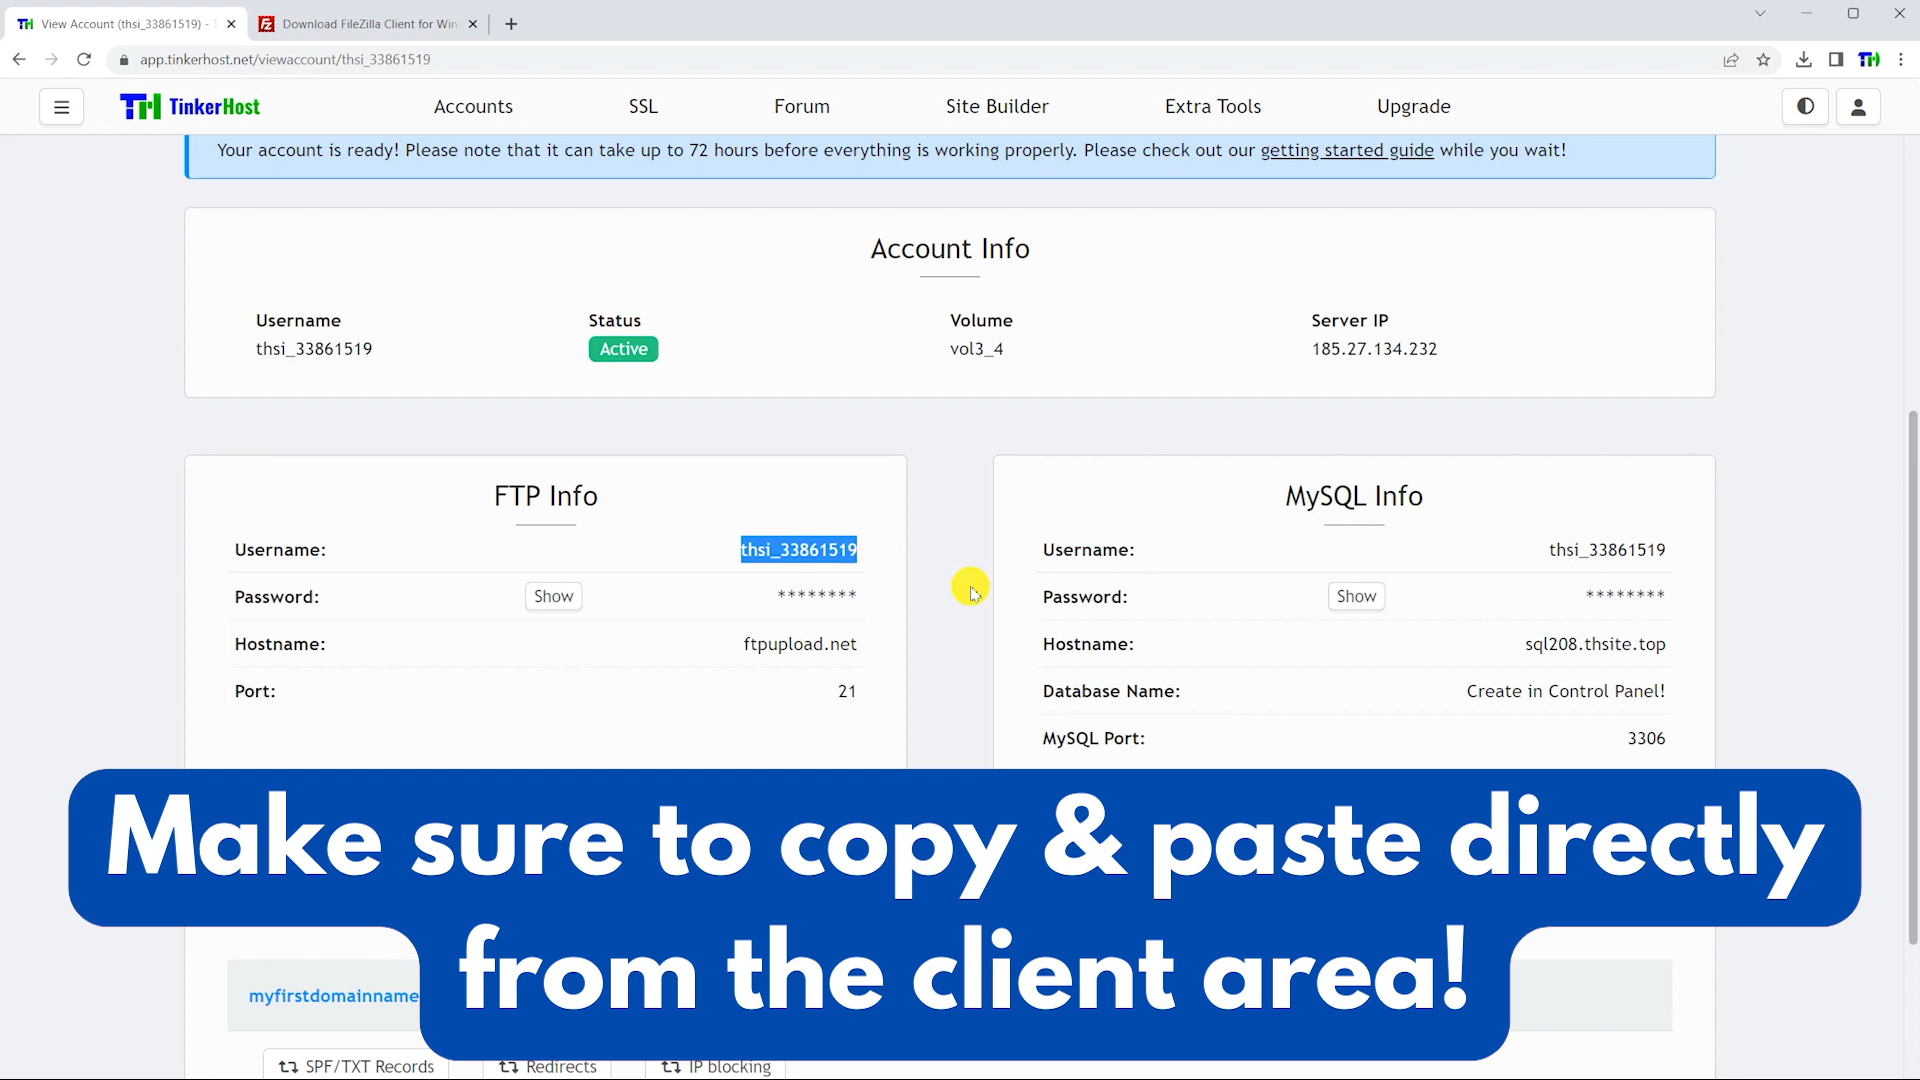 View Account (thsi_33861519) -
Download FileZilla Client for Win
app.tinkerhost.net/viewaccount/thsi_33861519
TinkerHost
Accounts
SSL
Forum
Site Builder
Extra Tools
Upgrade
Your account is ready! Please note that it can take up to 72 hours before everything is working properly. Please check out our getting started guide while you wait!
Account Info
Username
Status
Volume
Server IP
thsi_33861519
Active
vol3_4
185.27.134.232
FTP Info
Username: thsi_33861519
Password: Show ********
Hostname: ftpupload.net
Port: 21
MySQL Info
Username: thsi_33861519
Password: Show ********
Hostname: sql208.thsite.top
Database Name: Create in Control Panel!
MySQL Port: 3306
Make sure to copy & paste directly
from the client area!
myfirstdomainname
SPF/TXT Records
Redirects
IP blocking